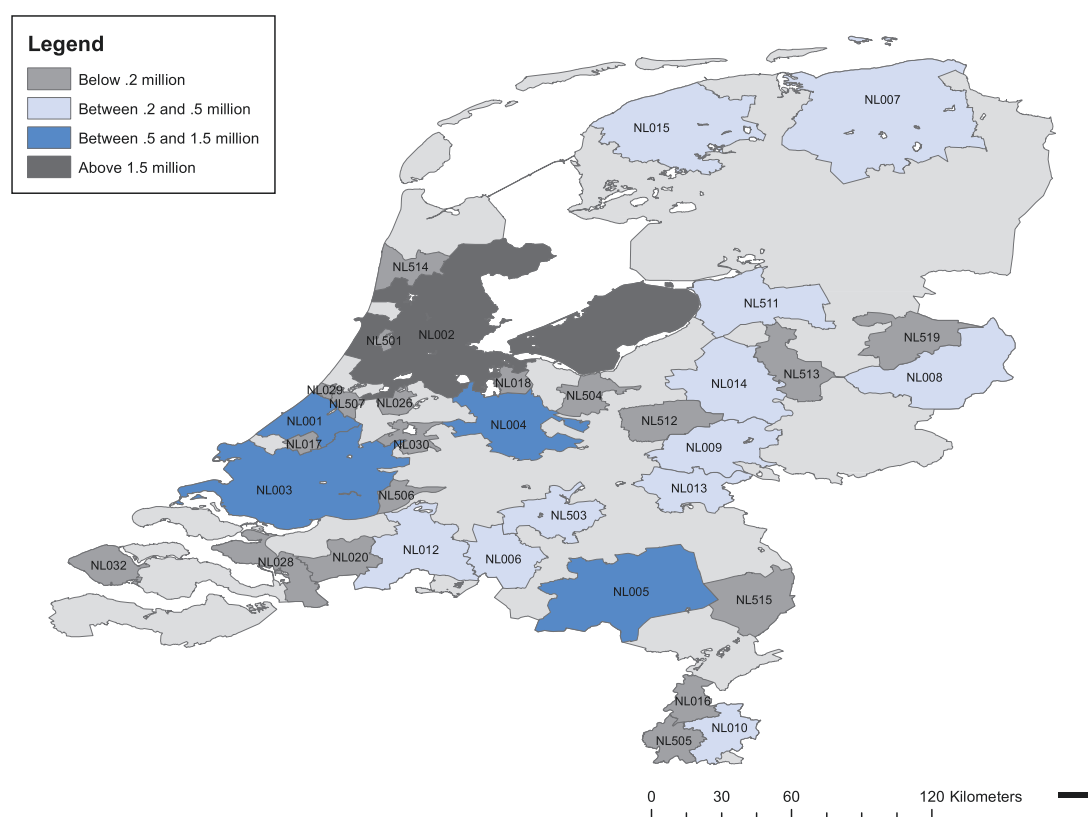 Legend
Below .2 million
Between .2 and .5 million
Between .5 and 1.5 million
Above 1.5 million
NL007
NL015
NL514
NL511
NL501
NL002
NL519
NL018
NL513
NL008
NL029
NL014
NL504
NL507
NL026
NL001
NL512
NL004
NL017
NL030
NL009
NL003
NL013
NL506
NL503
NL012
NL020
NL006
NL028
NL032
NL005
NL515
NL016
NL010
NL505
0 30 60 120 Kilometers